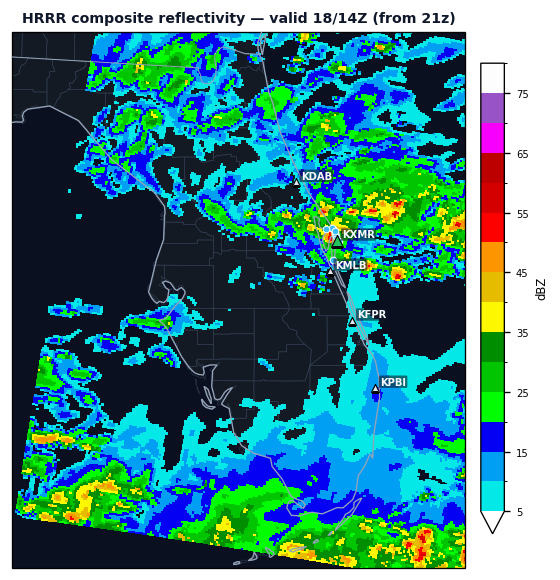 HRRR composite reflectivity — valid 18/14Z (from 21z)
KDAB
KXMR
KMLB
KFPR
KPBI
75
65
55
45
35
25
15
5
dBZ